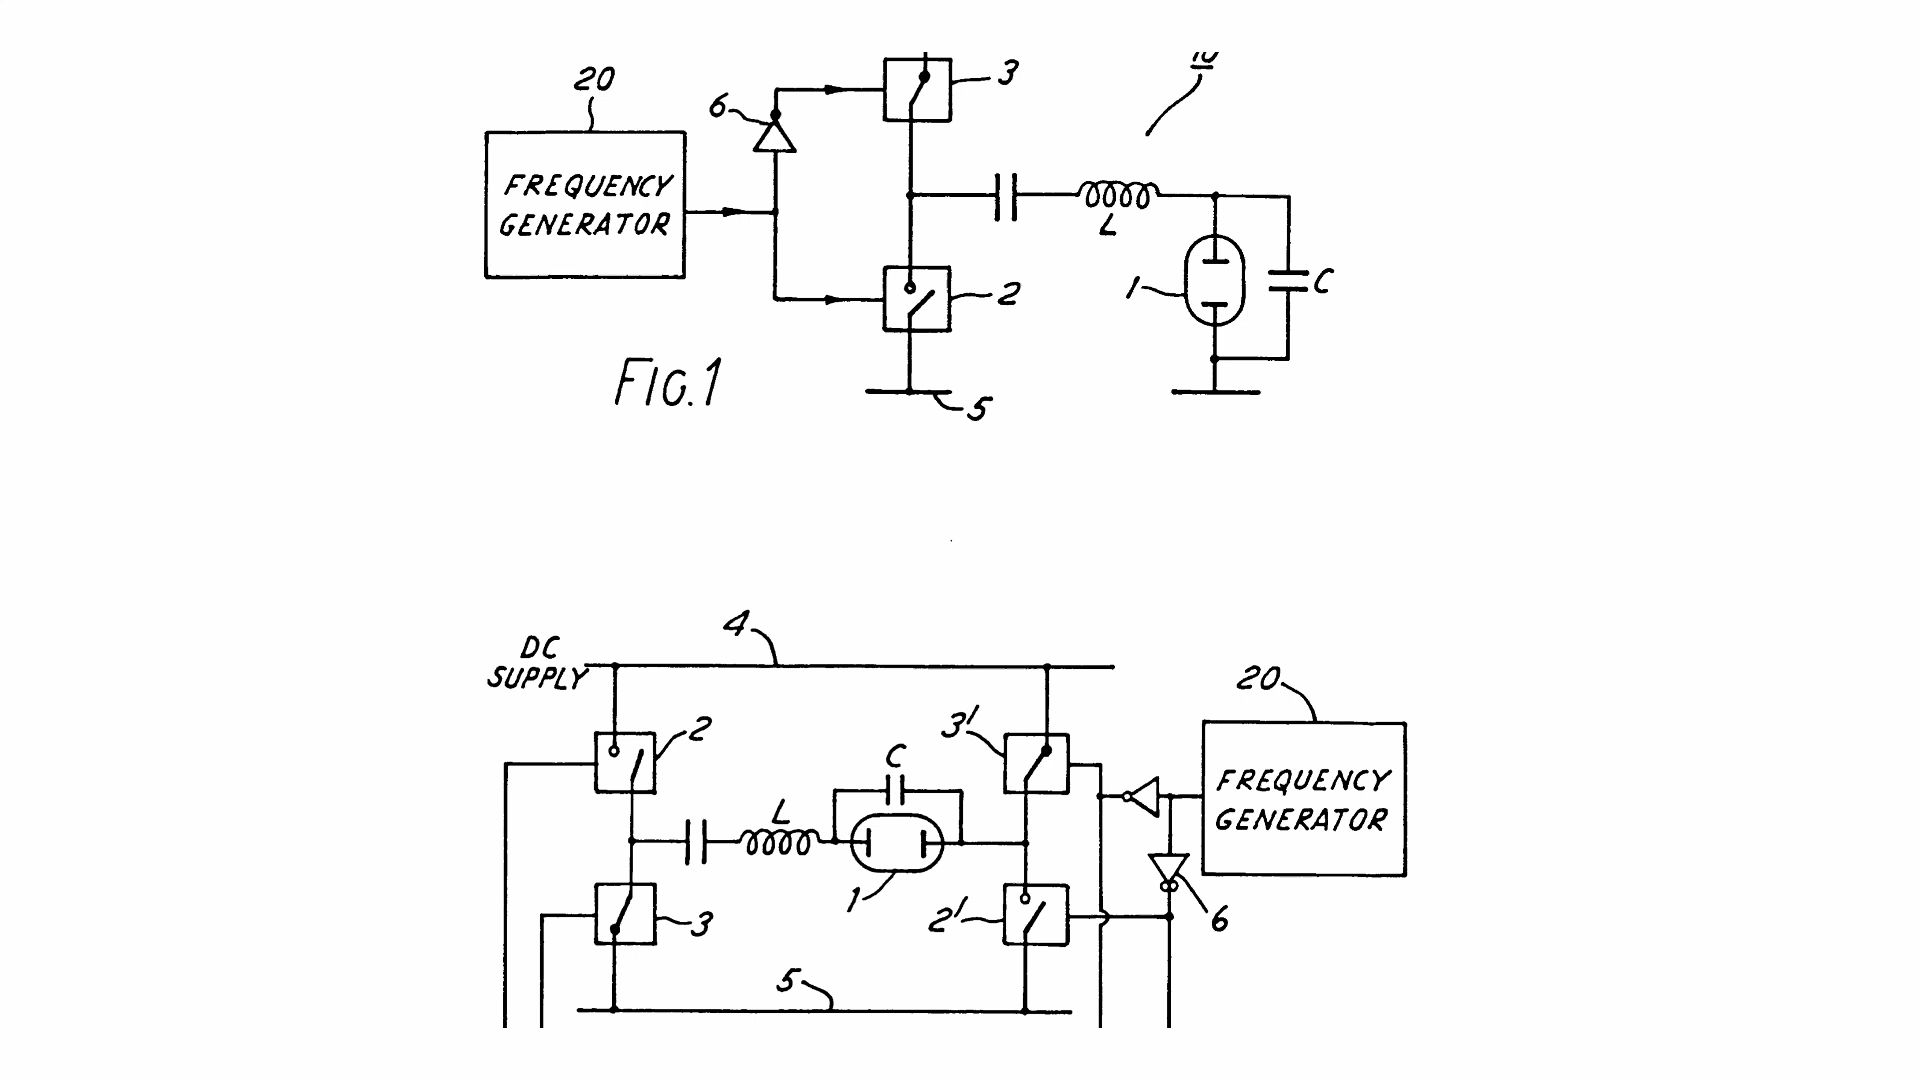 20
3
6
FREQUENCY
GENERATOR
L
1
C
2
FIG.1
5
4
DC
SUPPLY
20
2
3'
C
FREQUENCY
GENERATOR
L
1
3
2'
6
5